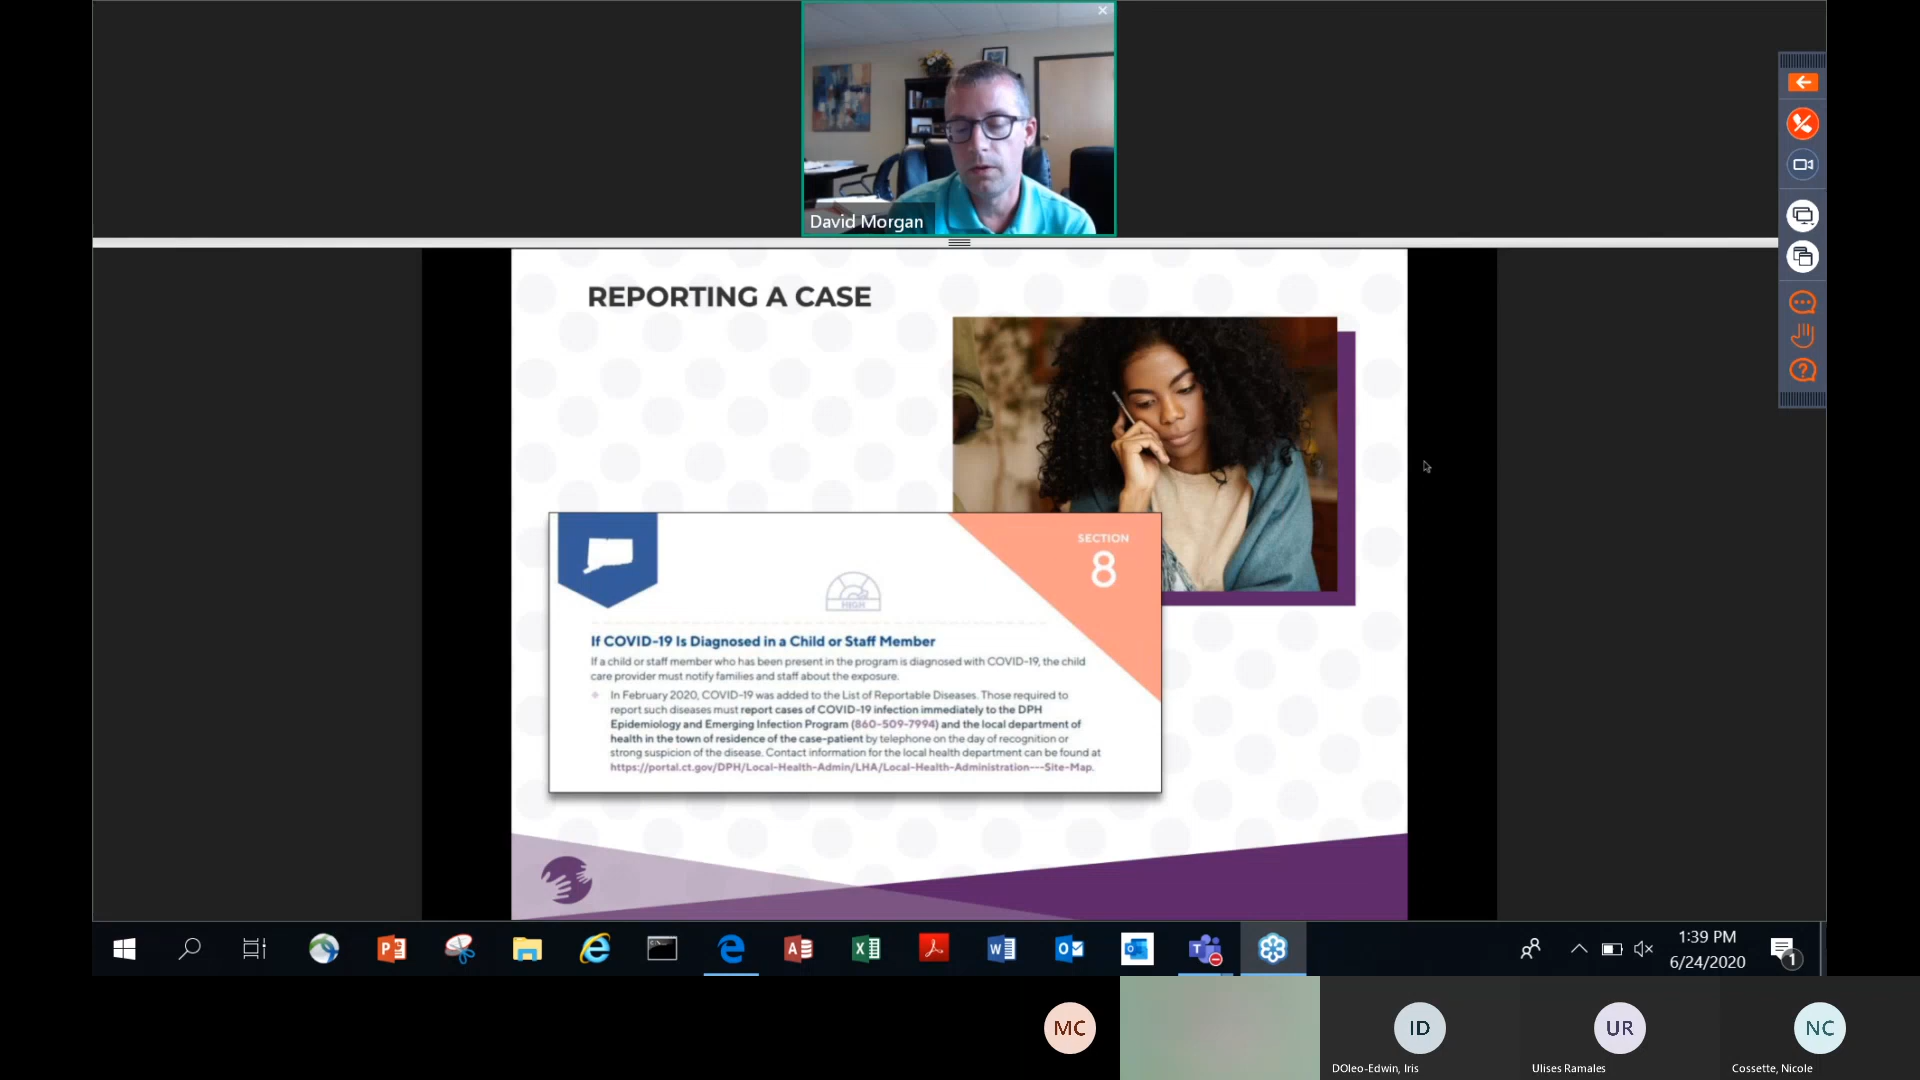 David Morgan
REPORTING A CASE
SECTION
8
HIGH
If COVID-19 Is Diagnosed in a Child or Staff Member
If a child or staff member who has been present in the program is diagnosed with COVID-19, the child
care provider must notify families and staff about the exposure.
In February 2020, COVID-19 was added to the List of Reportable Diseases. Those required to
report such diseases must report cases of COVID-19 infection immediately to the DPH
Epidemiology and Emerging Infection Program (860-509-7994) and the local department of
health in the town of residence of the case-patient by telephone on the day of recognition or
strong suspicion of the disease. Contact information for the local health department can be found at
https://portal.ct.gov/DPH/Local-Health-Admin/LHA/Local-Health-Administration---Site-Map.
1:39 PM
6/24/2020
1
MC
ID
UR
NC
DOleo-Edwin, Iris
Ulises Ramales
Cossette, Nicole